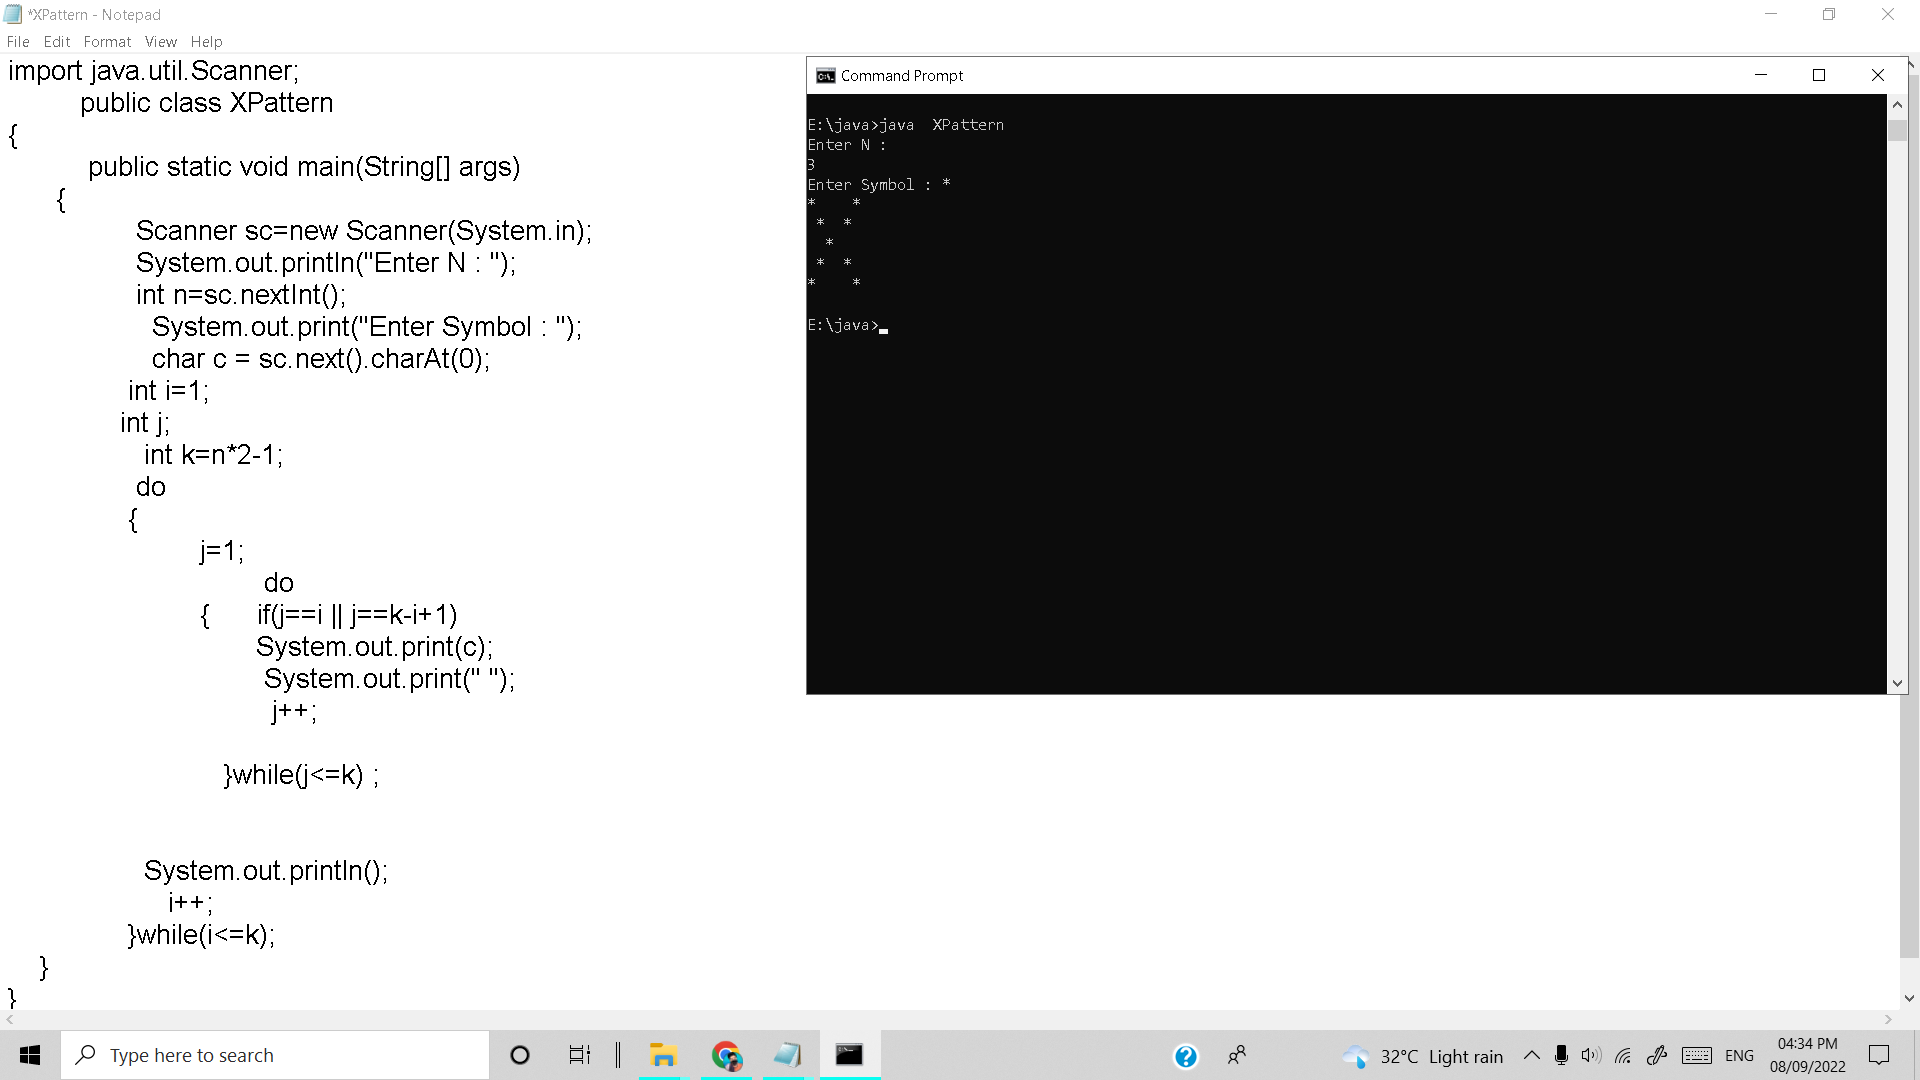 *XPattern - Notepad
File Edit Format View Help
import java.util.Scanner;
public class XPattern
{
public static void main(String[] args)
{
Scanner sc=new Scanner(System.in);
System.out.println("Enter N : ");
int n=sc.nextInt();
System.out.print("Enter Symbol : ");
char c = sc.next().charAt(0);
int i=1;
int j;
int k=n*2-1;
do
{
j=1;
do
{ if(j==i || j==k-i+1)
System.out.print(c);
System.out.print(" ");
j++;
}while(j<=k) ;
System.out.println();
i++;
}while(i<=k);
}
}
Command Prompt
E:\java>java  XPattern
Enter N :
3
Enter Symbol : *
*    *
 *  *
  *
 *  *
*    *
E:\java>
Type here to search
32°C Light rain
ENG
04:34 PM
08/09/2022